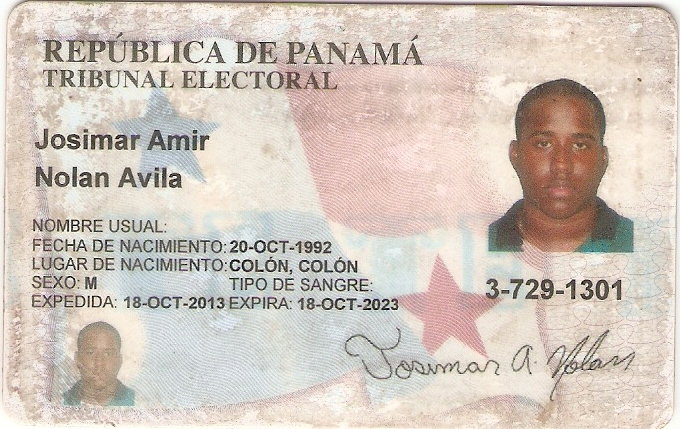 REPÚBLICA DE PANAMÁ
TRIBUNAL ELECTORAL
Josimar Amir
Nolan Avila
NOMBRE USUAL:
FECHA DE NACIMIENTO: 20-OCT-1992
LUGAR DE NACIMIENTO: COLÓN, COLÓN
SEXO: M TIPO DE SANGRE:
EXPEDIDA: 18-OCT-2013 EXPIRA: 18-OCT-2023
3-729-1301
Josimar A. Nolan